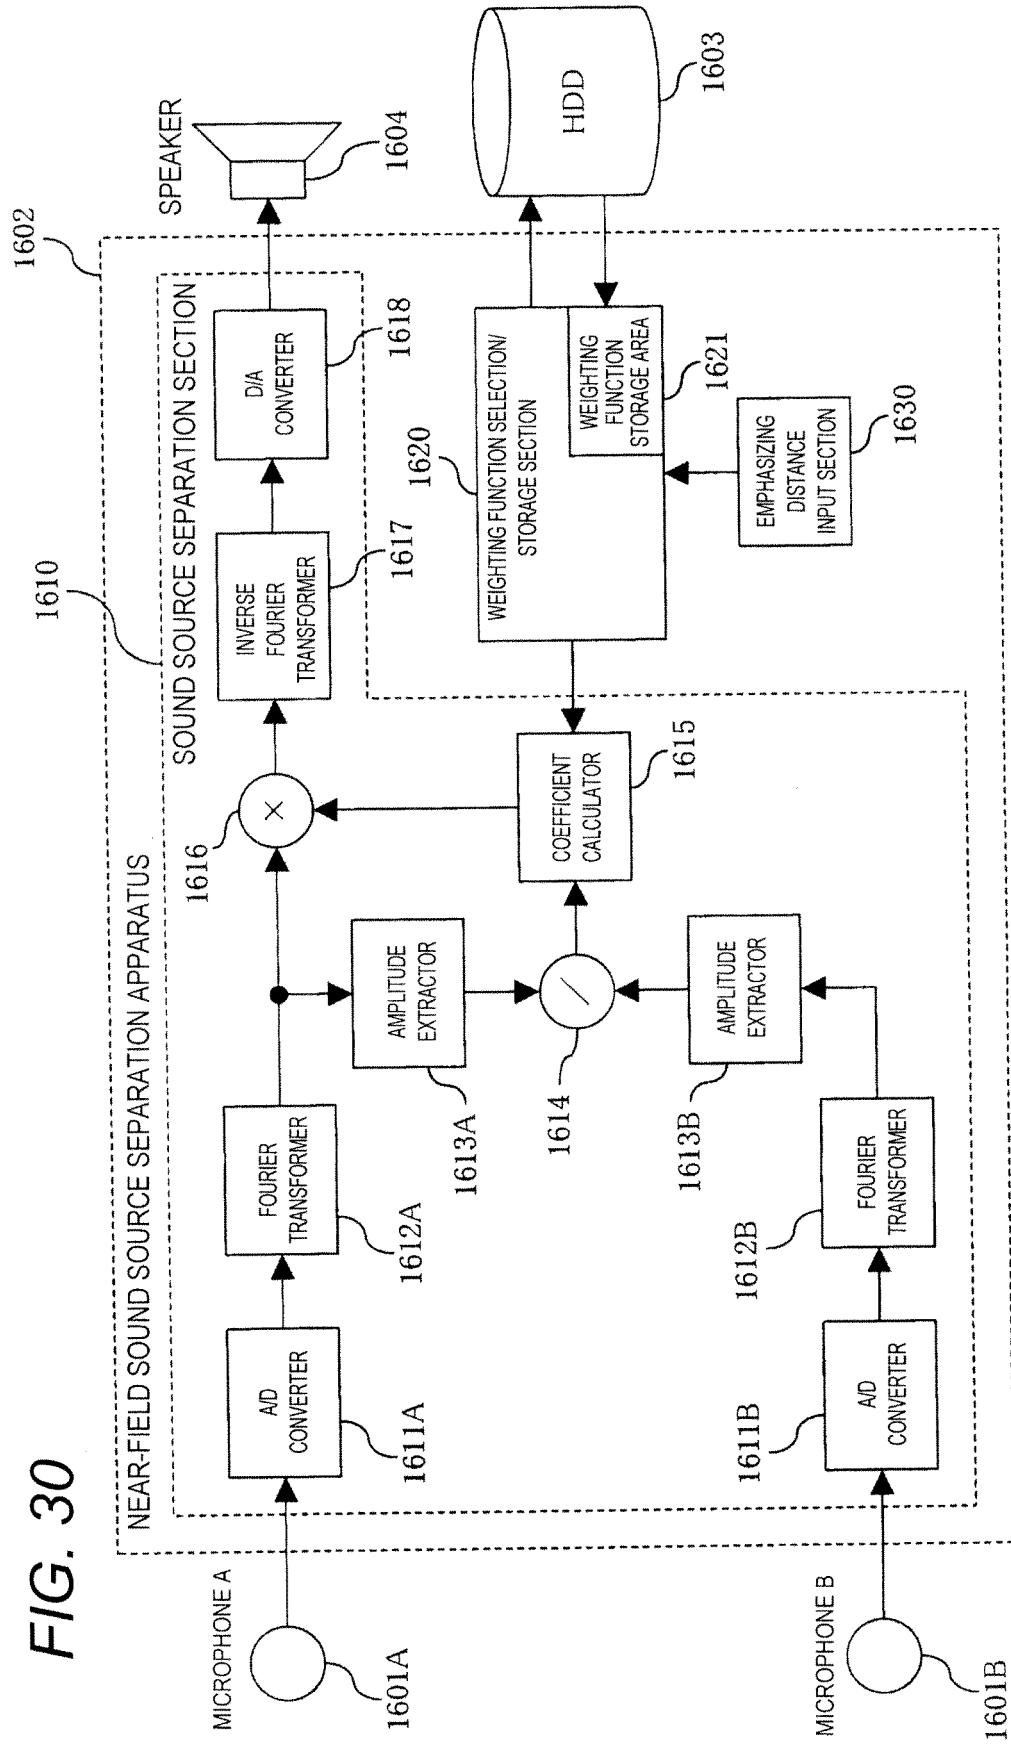 FIG. 30
NEAR-FIELD SOUND SOURCE SEPARATION APPARATUS
1602
1610
SOUND SOURCE SEPARATION SECTION
MICROPHONE A
1601A
A/D
CONVERTER
1611A
FOURIER
TRANSFORMER
1612A
AMPLITUDE
EXTRACTOR
1613A
×
1616
INVERSE
FOURIER
TRANSFORMER
1617
D/A
CONVERTER
1618
SPEAKER
1604
/
1614
COEFFICIENT
CALCULATOR
1615
WEIGHTING FUNCTION SELECTION/
STORAGE SECTION
1620
WEIGHTING
FUNCTION
STORAGE AREA
1621
HDD
1603
EMPHASIZING
DISTANCE
INPUT SECTION
1630
MICROPHONE B
1601B
A/D
CONVERTER
1611B
FOURIER
TRANSFORMER
1612B
AMPLITUDE
EXTRACTOR
1613B